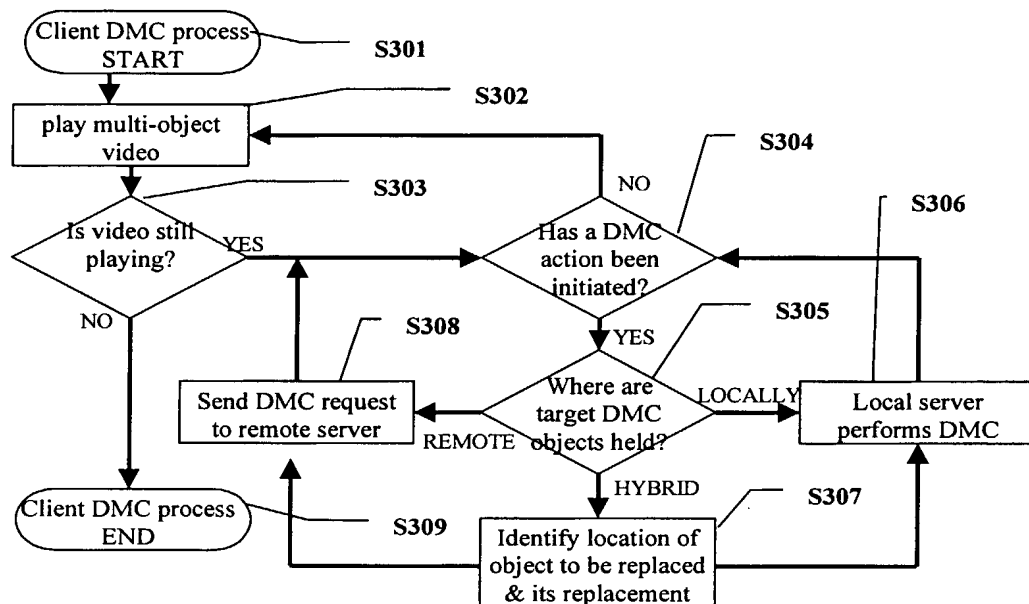 Client DMC process
START
S301
S302
play multi-object
video
S304
NO
S303
S306
Is video still
playing?
YES
Has a DMC
action been
initiated?
NO
S308
YES
S305
Send DMC request
to remote server
REMOTE
Where are
target DMC
objects held?
LOCALLY
Local server
performs DMC
HYBRID
S307
Client DMC process
END
S309
Identify location of
object to be replaced
& its replacement